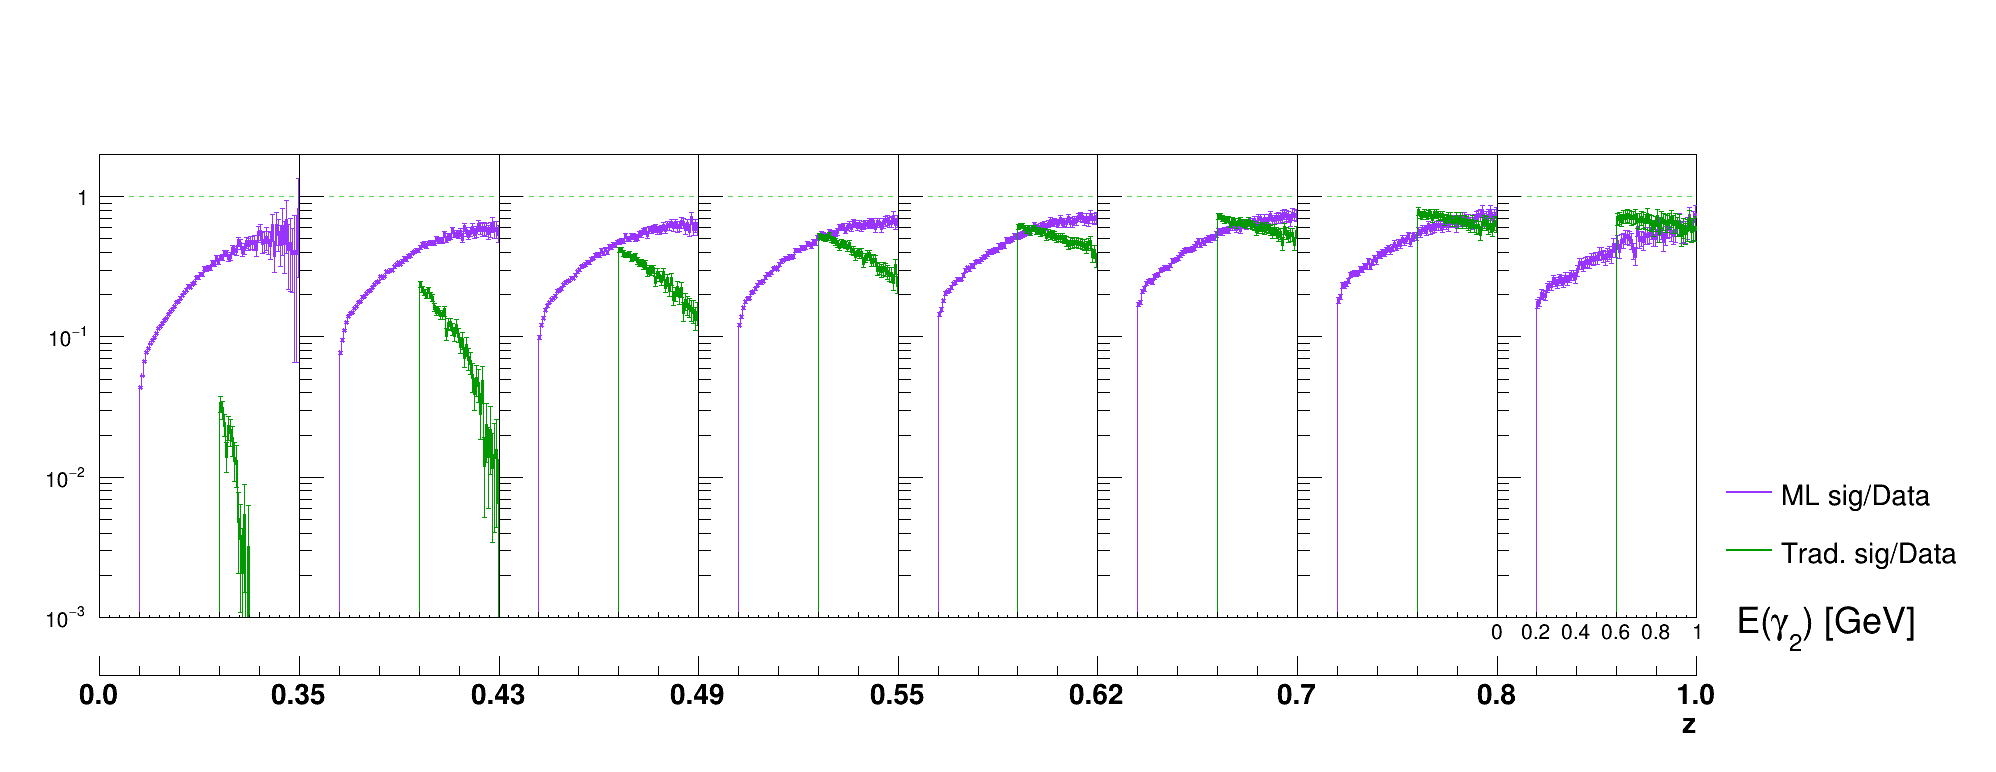 1
10⁻¹
10⁻²
10⁻³
ML sig/Data
Trad. sig/Data
E(γ₂) [GeV]
0 0.2 0.4 0.6 0.8 1
0.0 0.35 0.43 0.49 0.55 0.62 0.7 0.8 1.0
z